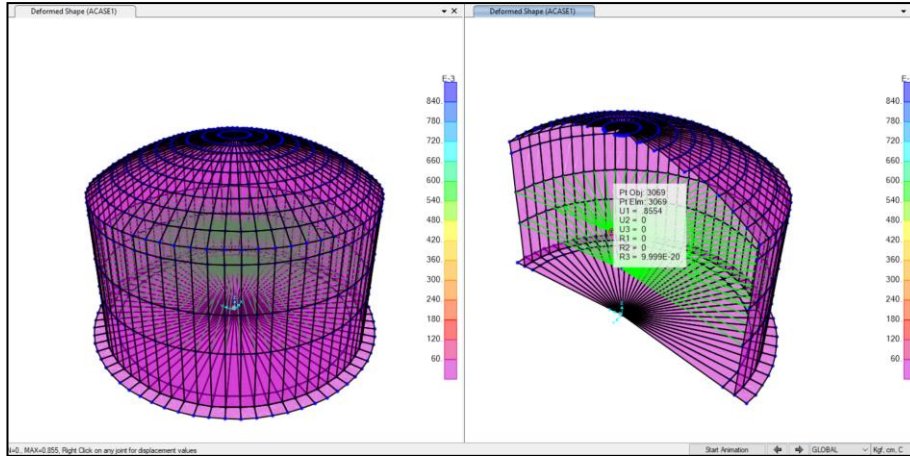 Deformed Shape (ACASE1)
E-3
840.
780.
720.
660.
600.
540.
480.
420.
360.
300.
240.
180.
120.
60.
Deformed Shape (ACASE1)
Pt Obj: 3069
Pt Elm: 3069
U1 = .8554
U2 = 0
U3 = 0
R1 = 0
R2 = 0
R3 = 9.999E-20
840.
780.
720.
660.
600.
540.
480.
420.
360.
300.
240.
180.
120.
60.
MAX=0.855, Right Click on any joint for displacement values
Start Animation
GLOBAL
Kgf, cm, C